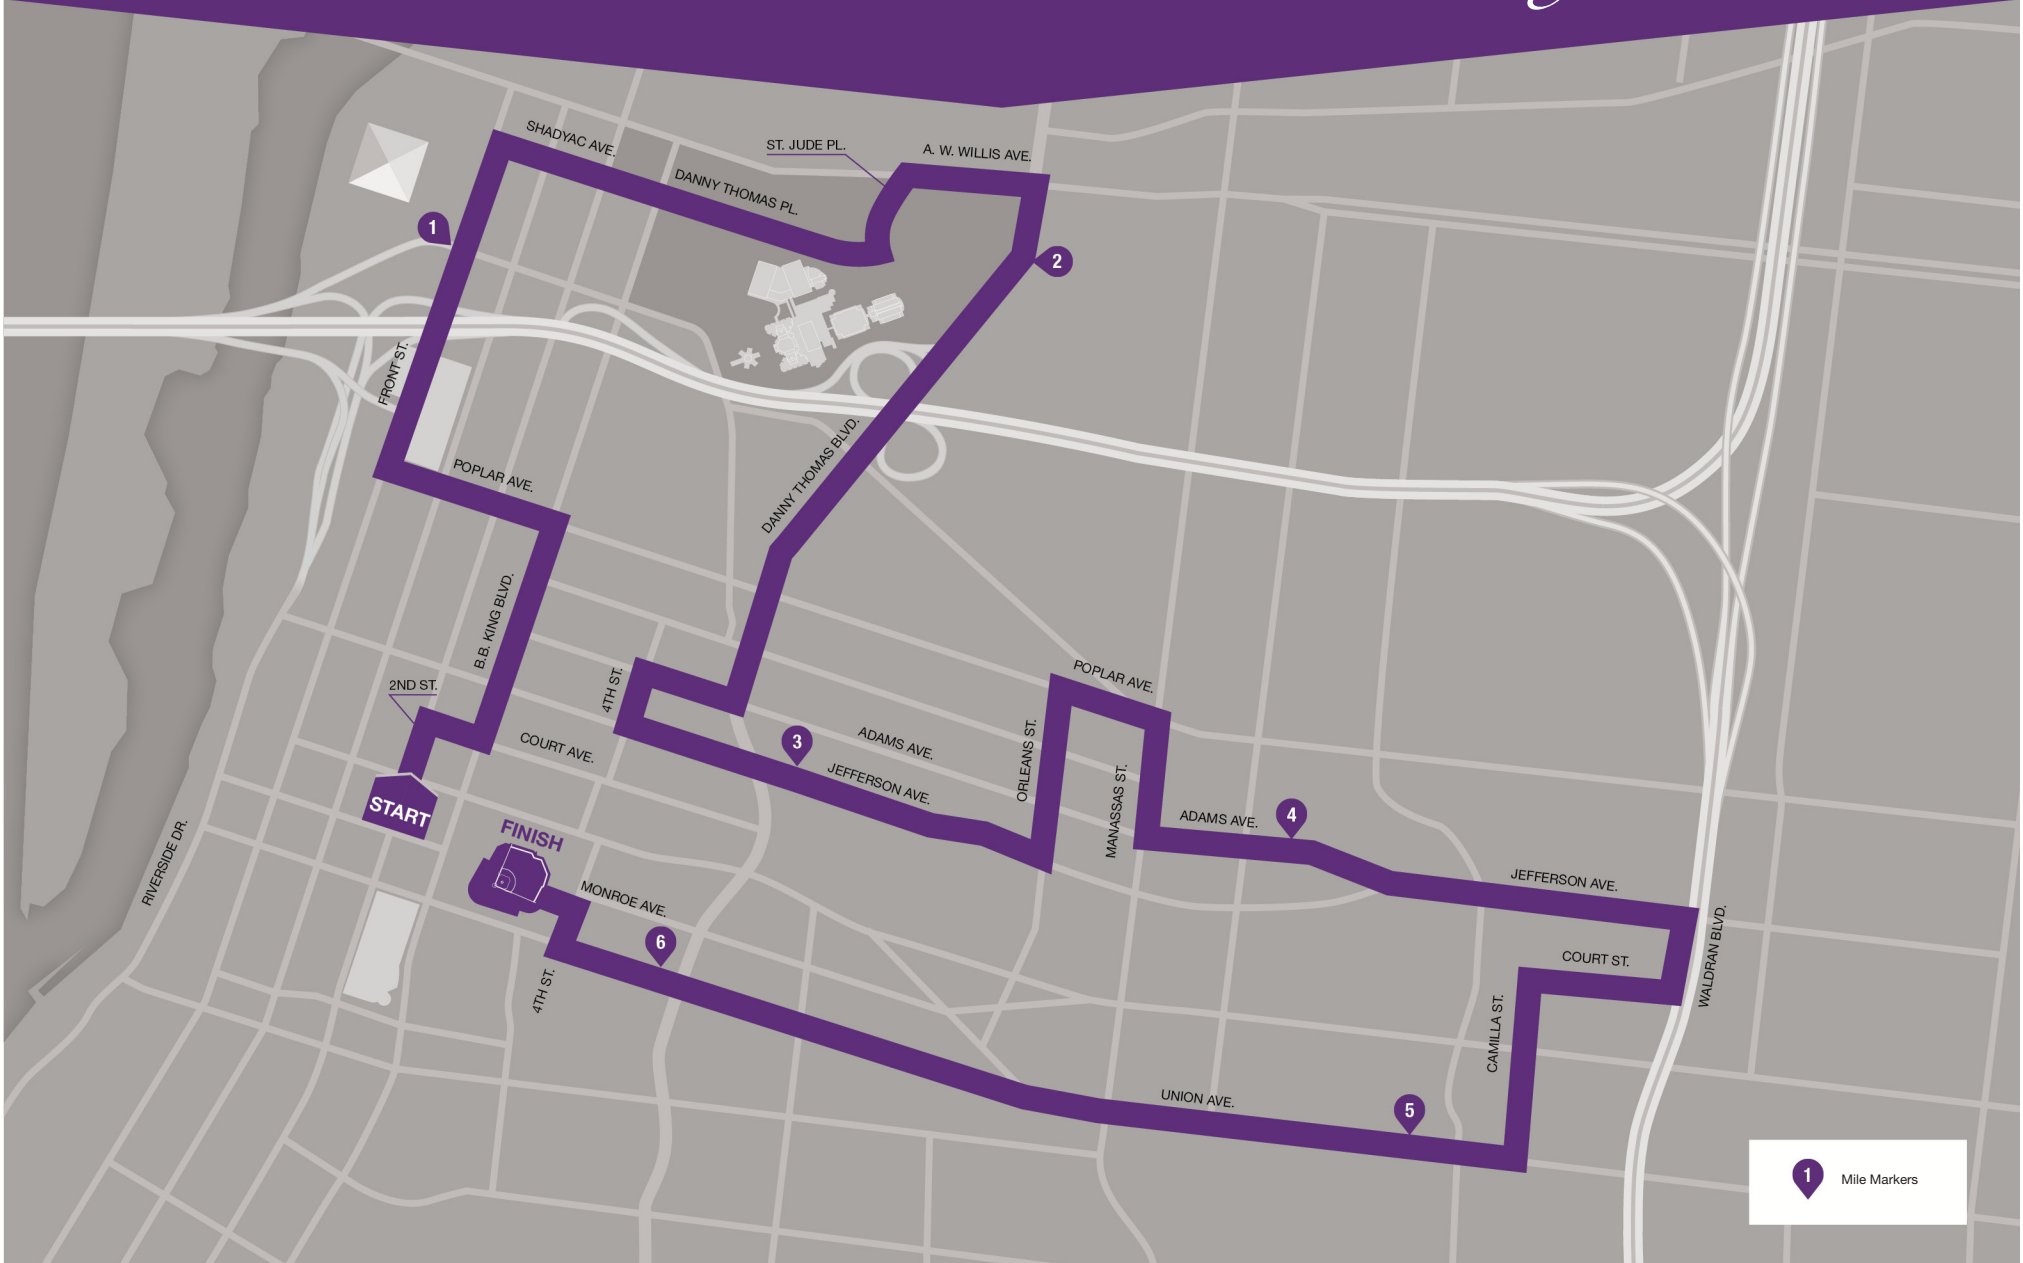 SHADYAC AVE.
ST. JUDE PL.
A. W. WILLIS AVE.
DANNY THOMAS PL.
1
2
FRONT ST.
DANNY THOMAS BLVD.
POPLAR AVE.
B.B. KING BLVD.
2ND ST.
4TH ST.
POPLAR AVE.
COURT AVE.
3
ADAMS AVE.
JEFFERSON AVE.
ORLEANS ST.
MANASSAS ST.
START
FINISH
ADAMS AVE.
4
RIVERSIDE DR.
MONROE AVE.
JEFFERSON AVE.
6
4TH ST.
COURT ST.
WALDRAN BLVD.
CAMILLA ST.
UNION AVE.
5
1 Mile Markers